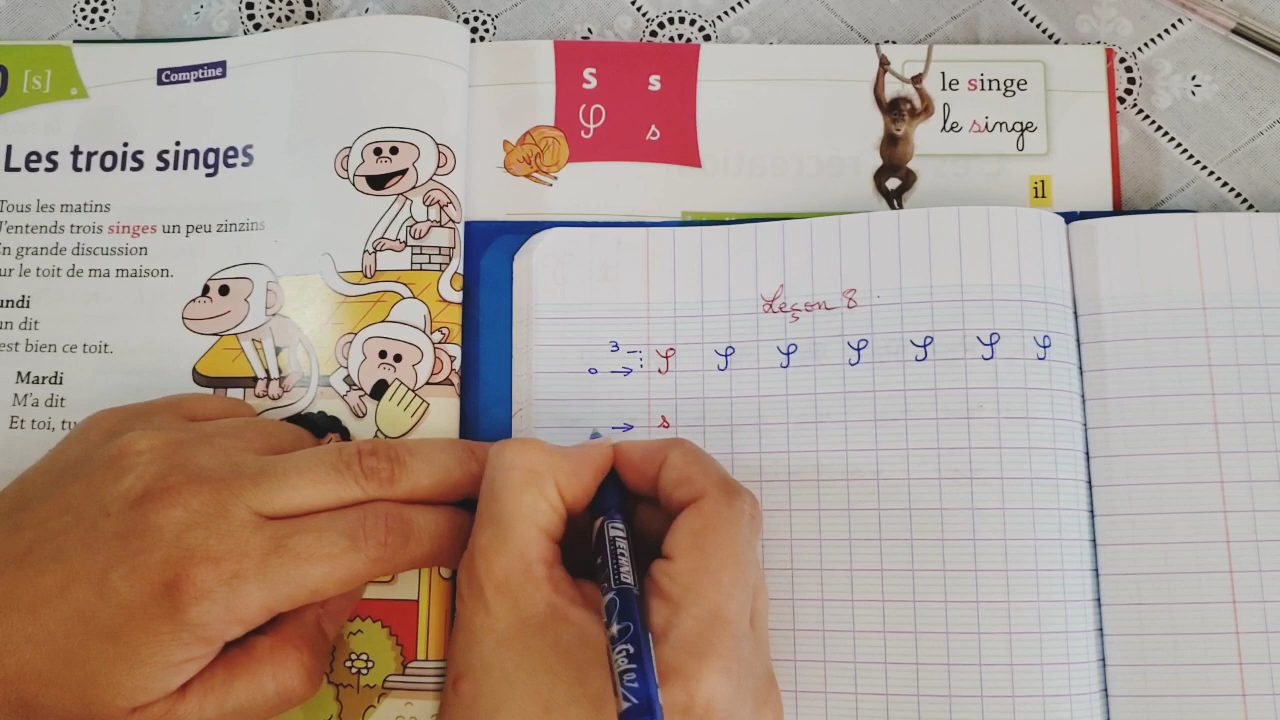 [s]
Comptine
Les trois singes
Tous les matins
J'entends trois singes un peu zinzins
En grande discussion
ur le toit de ma maison.
undi
un dit
est bien ce toit.
Mardi
M'a dit
Et toi, tu
S s
S s
le singe
le singe
il
Leçon 8
3
S S S S S S S
0
s
TECHNO
Gel